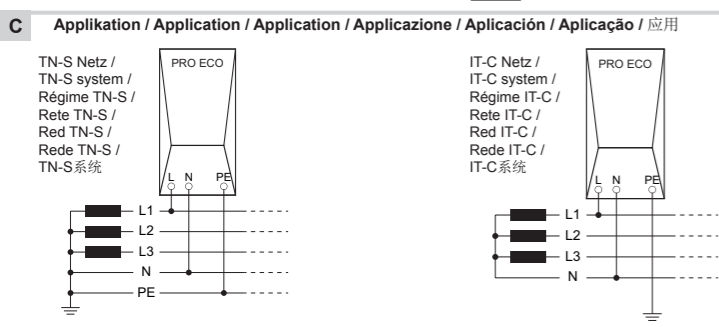 C Applikation / Application / Application / Applicazione / Aplicación / Aplicação / 应用
TN-S Netz /
TN-S system /
Régime TN-S /
Rete TN-S /
Red TN-S /
Rede TN-S /
TN-S系统
PRO ECO
L N PE
L1
L2
L3
N
PE
IT-C Netz /
IT-C system /
Régime IT-C /
Rete IT-C /
Red IT-C /
Rede IT-C /
IT-C系统
PRO ECO
L N PE
L1
L2
L3
N